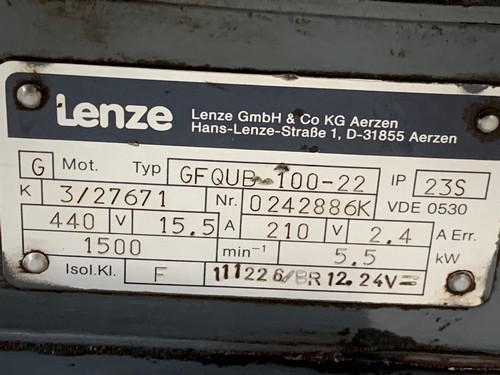 Lenze
Lenze GmbH & Co KG Aerzen
Hans-Lenze-Straße 1, D-31855 Aerzen
G Mot. Typ GFQUB-100-22 IP 23S
K 3/27671 Nr. 0242886K VDE 0530
440 V 15.5 A 210 V 2.4 A Err.
1500 min⁻¹ 5.5 kW
Isol.Kl. F 111226/BR 12.24V=